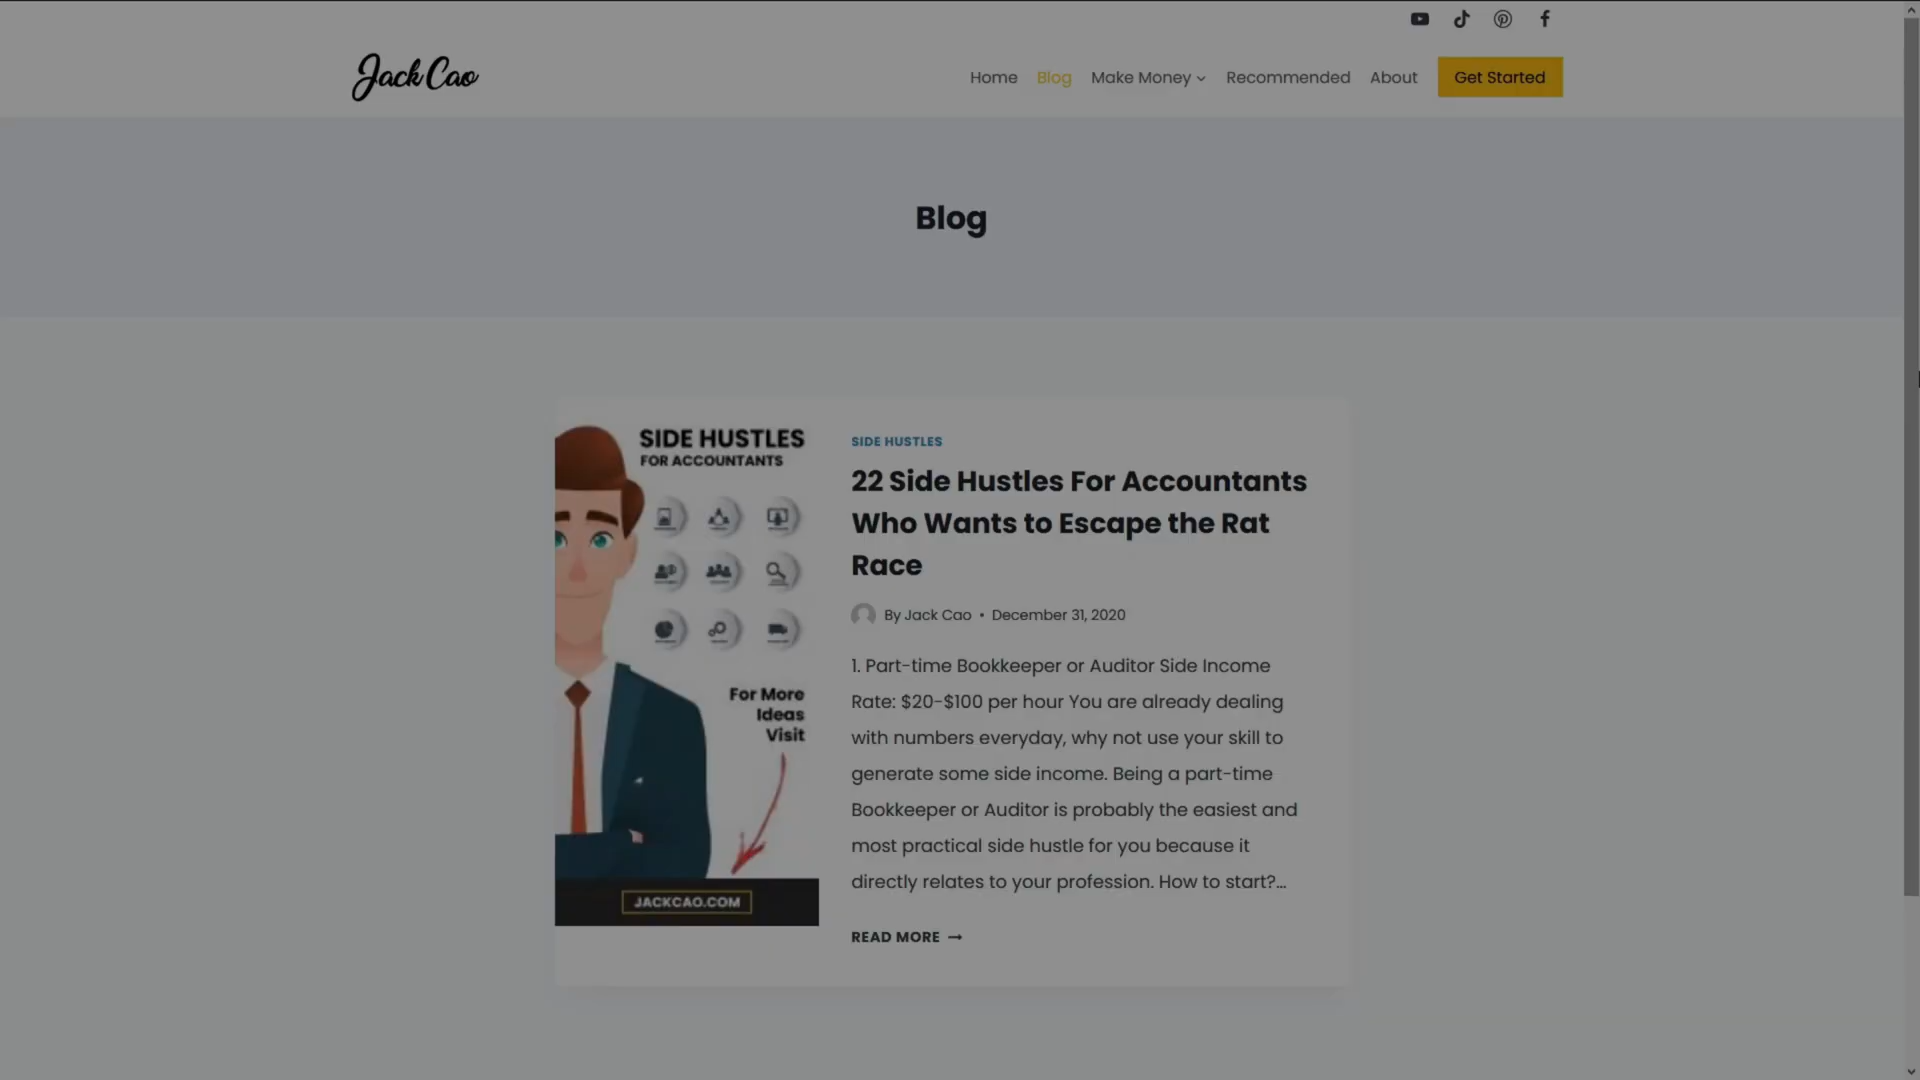 Jack Cao
Home Blog Make Money Recommended About Get Started
Blog
SIDE HUSTLES
FOR ACCOUNTANTS
For More
Ideas
Visit
JACKCAO.COM
SIDE HUSTLES
22 Side Hustles For Accountants
Who Wants to Escape the Rat
Race
By Jack Cao • December 31, 2020
1. Part-time Bookkeeper or Auditor Side Income
Rate: $20-$100 per hour You are already dealing
with numbers everyday, why not use your skill to
generate some side income. Being a part-time
Bookkeeper or Auditor is probably the easiest and
most practical side hustle for you because it
directly relates to your profession. How to start?...
READ MORE →